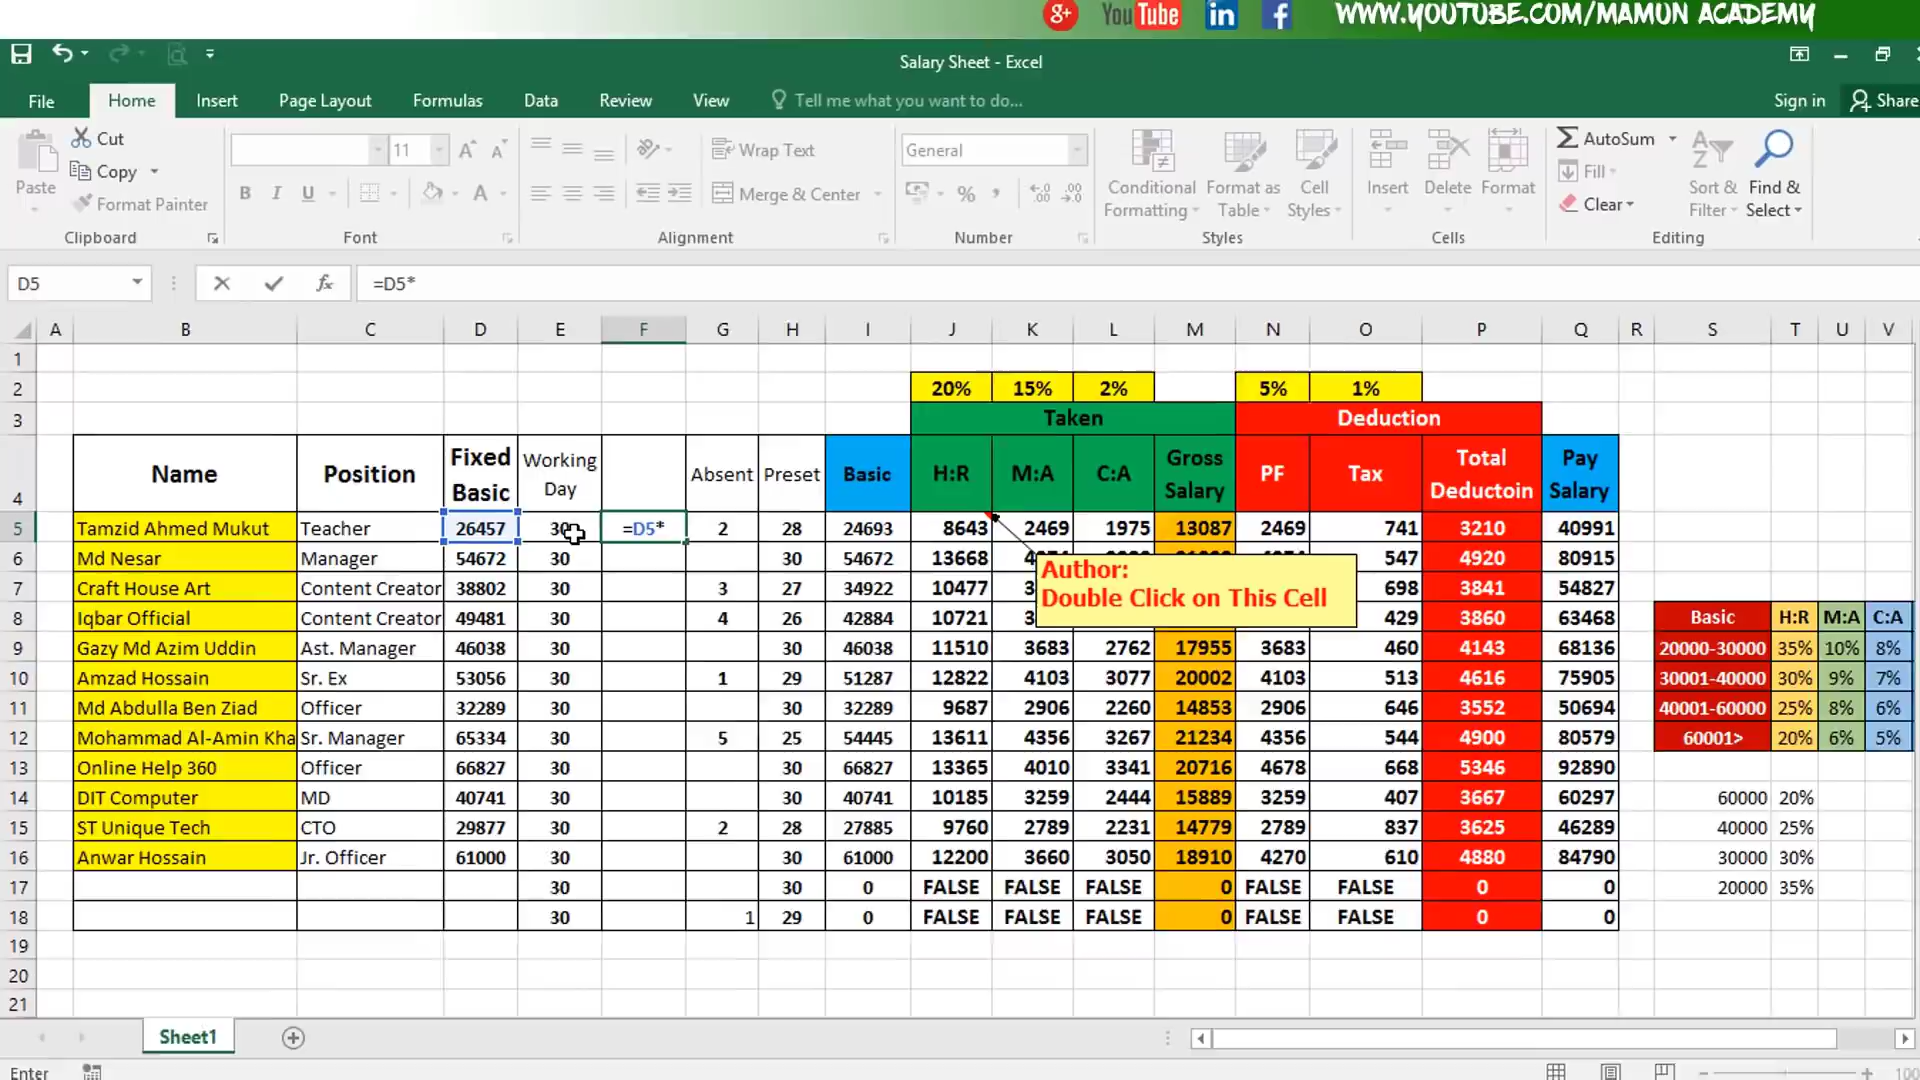 You Tube in f WWW.YOUTUBE.COM/MAMUN ACADEMY
Salary Sheet - Excel
File Home Insert Page Layout Formulas Data Review View Tell me what you want to do... Sign in Share
Paste
Cut
Copy
Format Painter
11
B I U
Wrap Text
Merge & Center
General
Conditional Formatting
Format as Table
Cell Styles
Insert Delete Format
AutoSum
Fill
Clear
Sort & Filter
Find & Select
Clipboard Font Alignment Number Styles Cells Editing
D5 fx =D5*
A B C D E F G H I J K L M N O P Q R S T U V
1
2 20% 15% 2% 5% 1%
3 Taken Deduction
4 Name Position Fixed Basic Working Day Absent Preset Basic H:R M:A C:A Gross Salary PF Tax Total Deductoin Pay Salary
5 Tamzid Ahmed Mukut Teacher 26457 30 =D5* 2 28 24693 8643 2469 1975 13087 2469 741 3210 40991
6 Md Nesar Manager 54672 30 30 54672 13668 547 4920 80915
7 Craft House Art Content Creator 38802 30 3 27 34922 10477 698 3841 54827
8 Iqbar Official Content Creator 49481 30 4 26 42884 10721 429 3860 63468 Basic H:R M:A C:A
Author:
Double Click on This Cell
9 Gazy Md Azim Uddin Ast. Manager 46038 30 30 46038 11510 3683 2762 17955 3683 460 4143 68136 20000-30000 35% 10% 8%
10 Amzad Hossain Sr. Ex 53056 30 1 29 51287 12822 4103 3077 20002 4103 513 4616 75905 30001-40000 30% 9% 7%
11 Md Abdulla Ben Ziad Officer 32289 30 30 32289 9687 2906 2260 14853 2906 646 3552 50694 40001-60000 25% 8% 6%
12 Mohammad Al-Amin Kha Sr. Manager 65334 30 5 25 54445 13611 4356 3267 21234 4356 544 4900 80579 60001> 20% 6% 5%
13 Online Help 360 Officer 66827 30 30 66827 13365 4010 3341 20716 4678 668 5346 92890
14 DIT Computer MD 40741 30 30 40741 10185 3259 2444 15889 3259 407 3667 60297 60000 20%
15 ST Unique Tech CTO 29877 30 2 28 27885 9760 2789 2231 14779 2789 837 3625 46289 40000 25%
16 Anwar Hossain Jr. Officer 61000 30 30 61000 12200 3660 3050 18910 4270 610 4880 84790 30000 30%
17 30 30 0 FALSE FALSE FALSE 0 FALSE FALSE 0 0 20000 35%
18 30 1 29 0 FALSE FALSE FALSE 0 FALSE FALSE 0 0
19
20
21
Sheet1
Enter 100